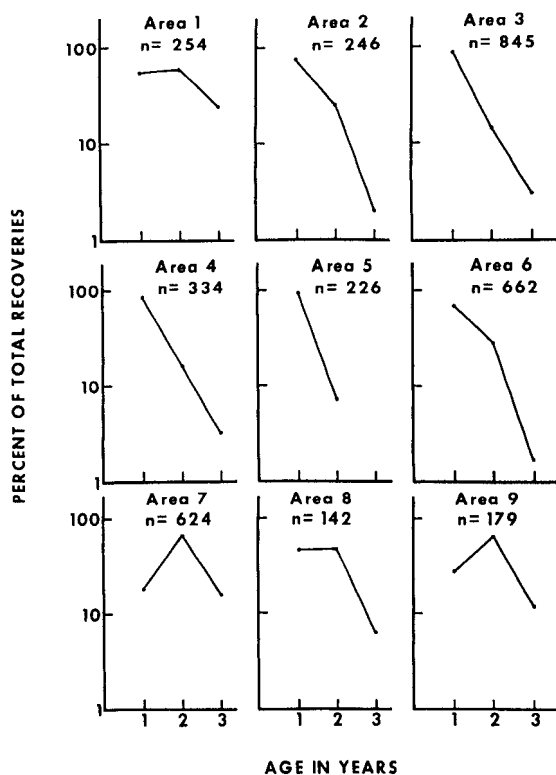 Area 1
n= 254
Area 2
n= 246
Area 3
n= 845
100
10
1
Area 4
n= 334
Area 5
n= 226
Area 6
n= 662
100
10
1
Area 7
n= 624
Area 8
n= 142
Area 9
n= 179
100
10
1
1 2 3
1 2 3
1 2 3
PERCENT OF TOTAL RECOVERIES
AGE IN YEARS